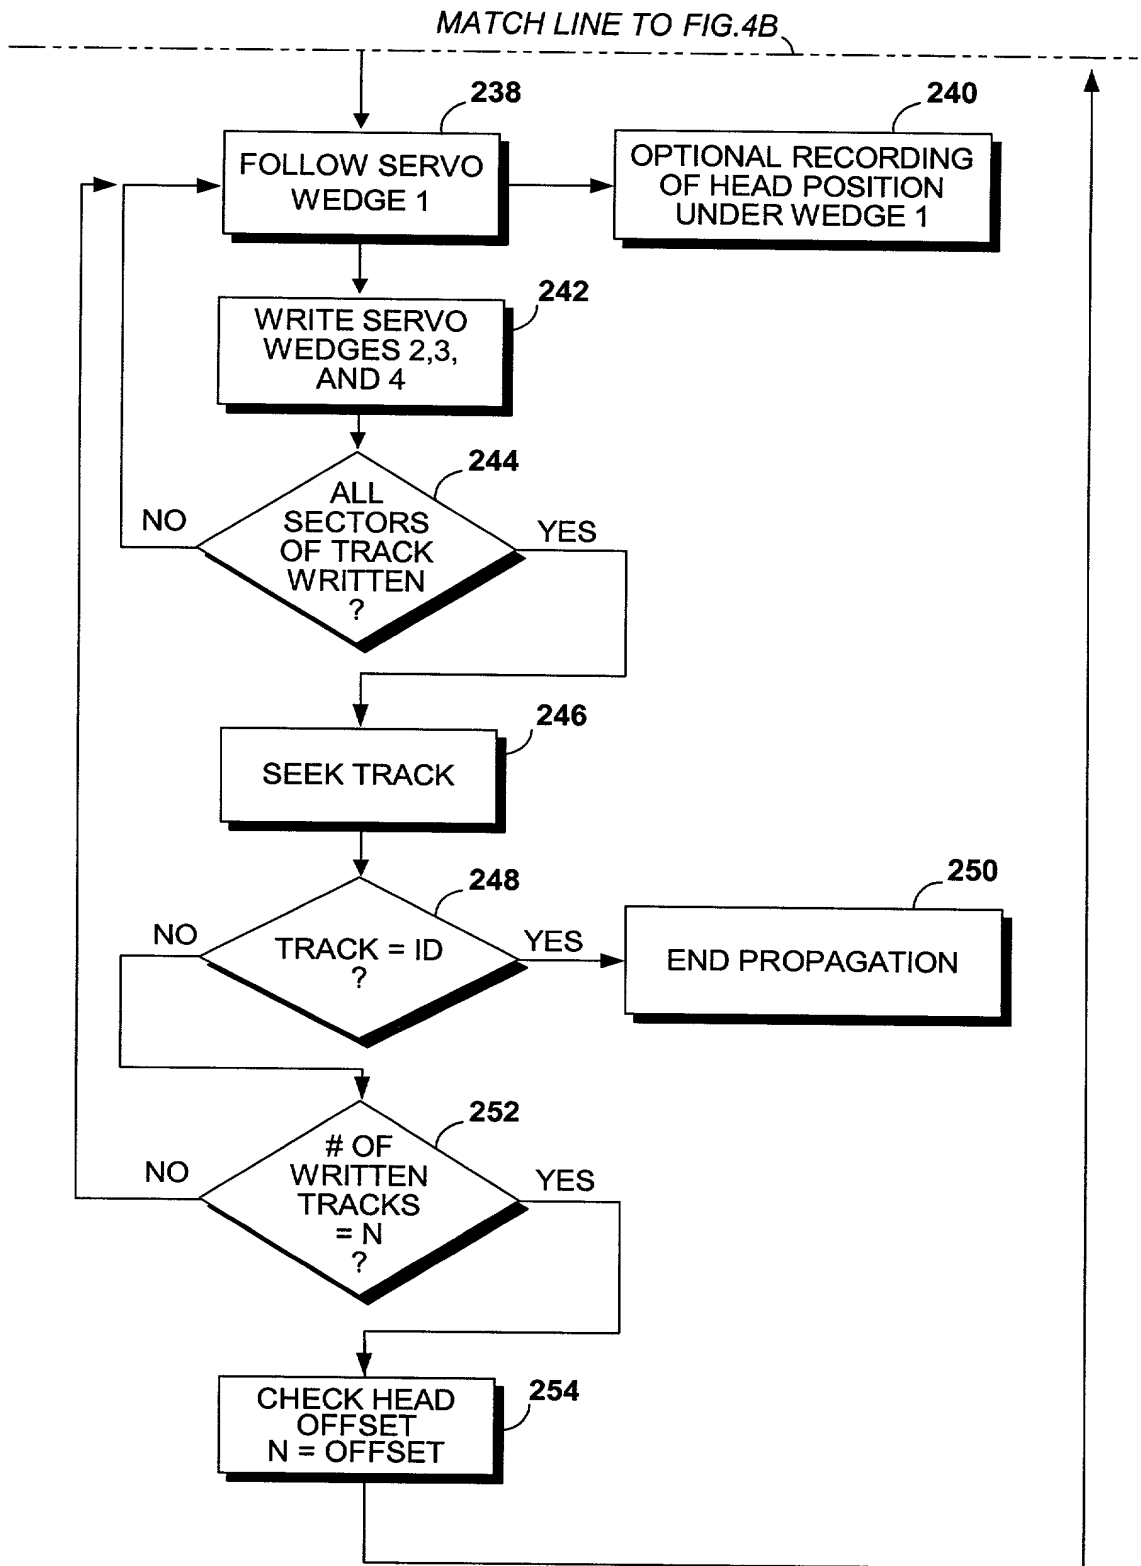 MATCH LINE TO FIG.4B
238
FOLLOW SERVO
WEDGE 1
240
OPTIONAL RECORDING
OF HEAD POSITION
UNDER WEDGE 1
242
WRITE SERVO
WEDGES 2,3,
AND 4
244
ALL
SECTORS
OF TRACK
WRITTEN
?
NO
YES
246
SEEK TRACK
248
TRACK = ID
?
NO
YES
250
END PROPAGATION
252
# OF
WRITTEN
TRACKS
= N
?
NO
YES
254
CHECK HEAD
OFFSET
N = OFFSET